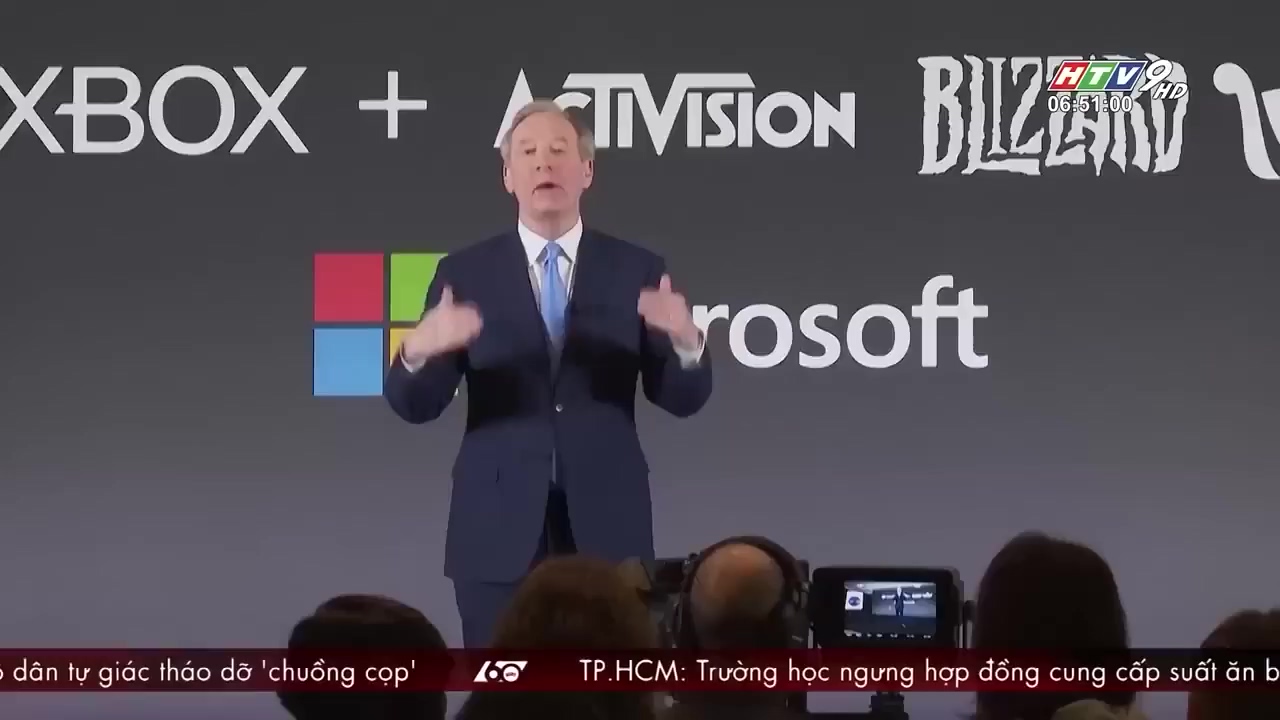 XBOX + ACTIVISION BLIZZARD
HTV9 HD
06:51:00
rosoft
dân tự giác tháo dỡ 'chuồng cọp'
60
TP.HCM: Trường học ngưng hợp đồng cung cấp suất ăn b